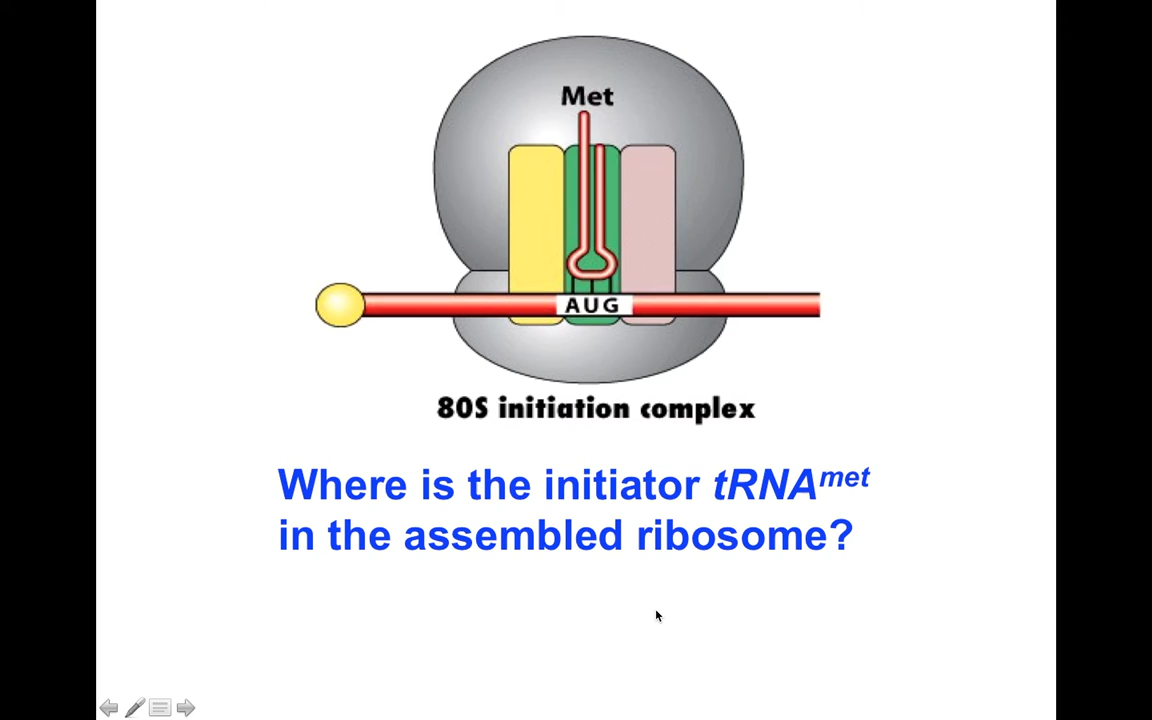 Met
AUG
80S initiation complex
Where is the initiator tRNAmet
in the assembled ribosome?